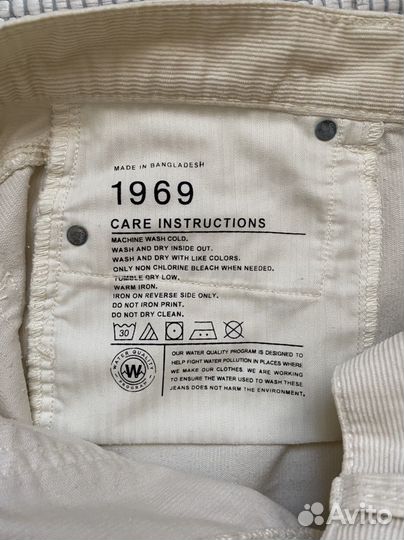 MADE IN BANGLADESH
1969
CARE INSTRUCTIONS
MACHINE WASH COLD.
WASH AND DRY INSIDE OUT.
WASH AND DRY WITH LIKE COLORS.
ONLY NON CHLORINE BLEACH WHEN NEEDED.
TUMBLE DRY LOW.
WARM IRON.
IRON ON REVERSE SIDE ONLY.
DO NOT IRON PRINT.
DO NOT DRY CLEAN.
30
WATER QUALITY
W
PROGRAM
OUR WATER QUALITY PROGRAM IS DESIGNED TO
HELP FIGHT WATER POLLUTION IN PLACES WHERE
WE MAKE OUR CLOTHES. WE ARE WORKING
TO ENSURE THE WATER USED TO WASH THESE
JEANS DOES NOT HARM THE ENVIRONMENT.
Avito